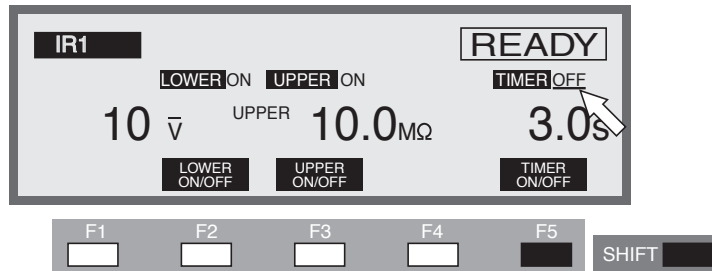 IR1 READY
LOWER ON UPPER ON TIMER OFF
10 V UPPER 10.0MΩ 3.0s
LOWER ON/OFF UPPER ON/OFF TIMER ON/OFF
F1 F2 F3 F4 F5
SHIFT